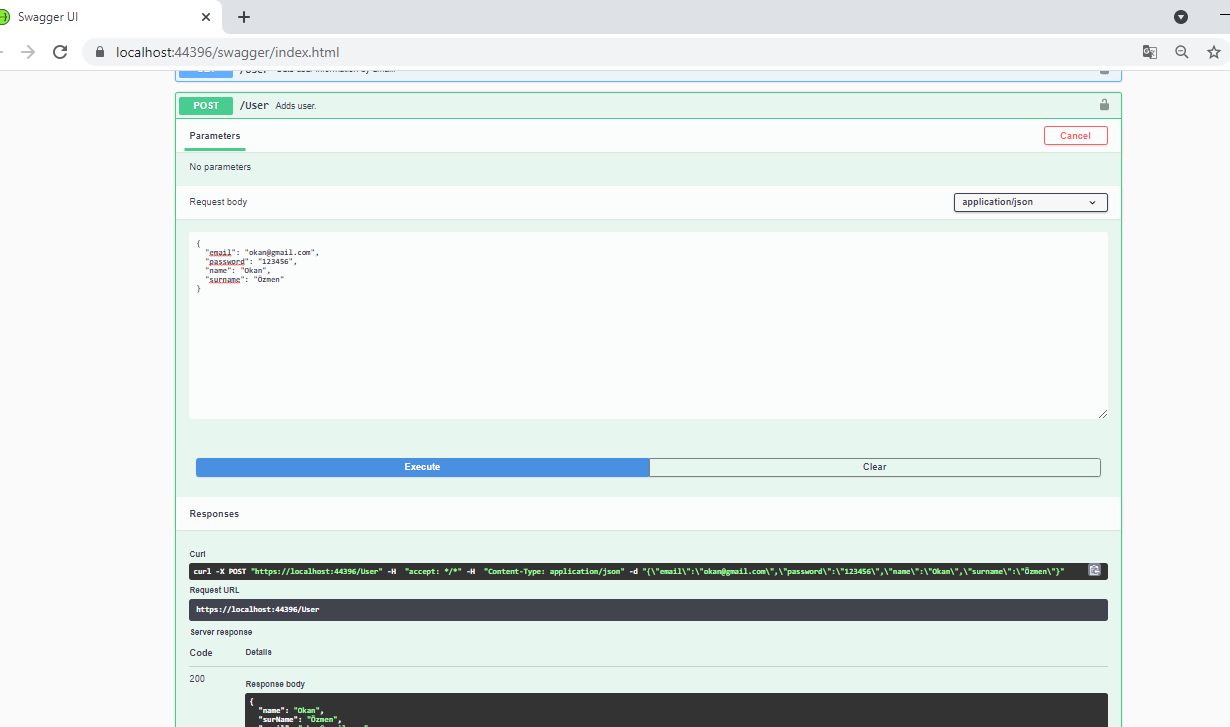 Swagger UI
localhost:44396/swagger/index.html
/User
POST /User Adds user.
Parameters
Cancel
No parameters
Request body
application/json
{
"email": "okan@gmail.com",
"password": "123456",
"name": "Okan",
"surname": "Özmen"
}
Execute
Clear
Responses
Curl
curl -X POST "https://localhost:44396/User" -H  "accept: */*" -H  "Content-Type: application/json" -d "{\"email\":\"okan@gmail.com\",\"password\":\"123456\",\"name\":\"Okan\",\"surname\":\"Özmen\"}"
Request URL
https://localhost:44396/User
Server response
Code Details
200
Response body
{
"name": "Okan",
"surName": "Özmen",